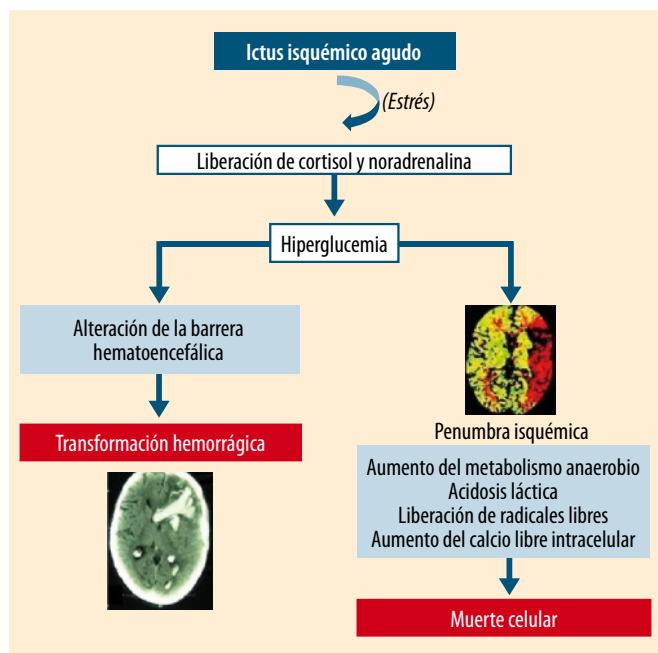 Ictus isquémico agudo
(Estrés)
Liberación de cortisol y noradrenalina
Hiperglucemia
Alteración de la barrera
hematoencefálica
Transformación hemorrágica
Penumbra isquémica
Aumento del metabolismo anaerobio
Acidosis láctica
Liberación de radicales libres
Aumento del calcio libre intracelular
Muerte celular